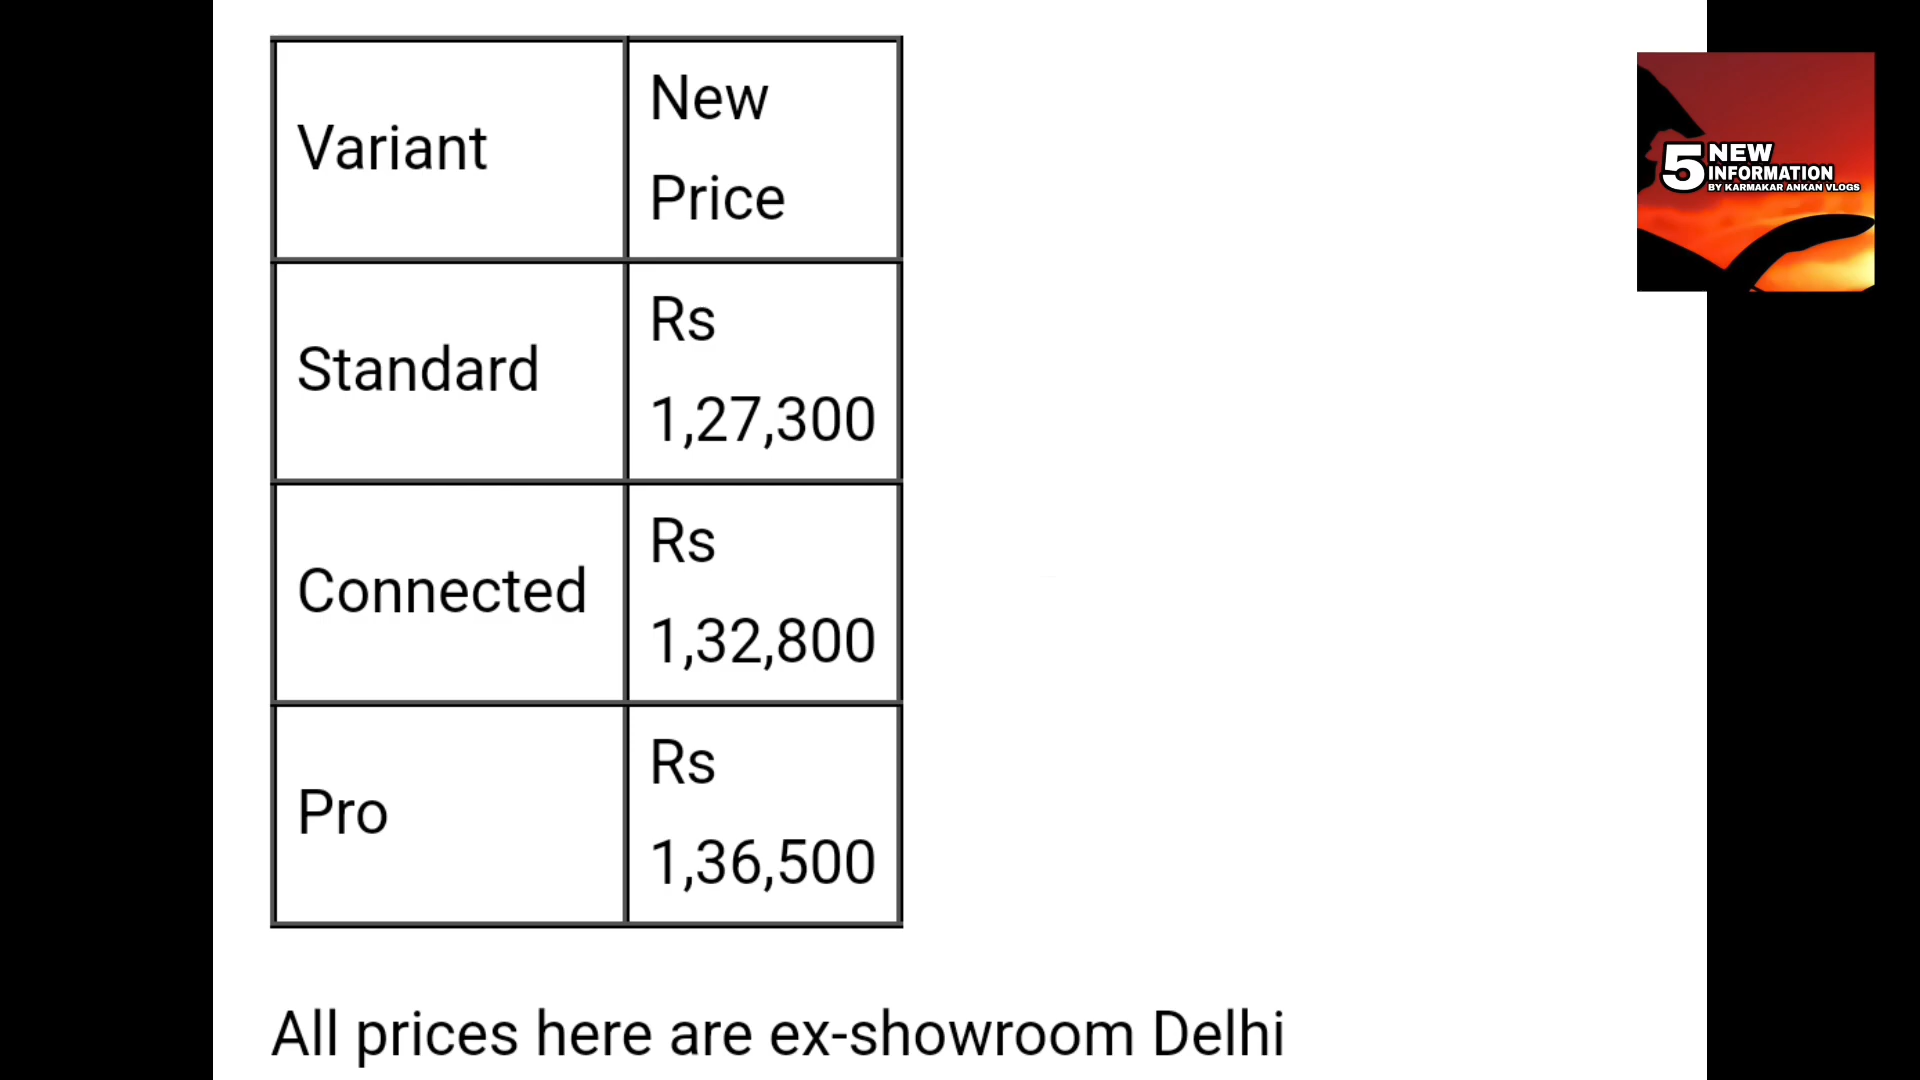 Variant
New
Price
Standard
Rs
1,27,300
Connected
Rs
1,32,800
Pro
Rs
1,36,500
All prices here are ex-showroom Delhi
5 NEW
INFORMATION
BY KARMAKAR ANKAN VLOGS